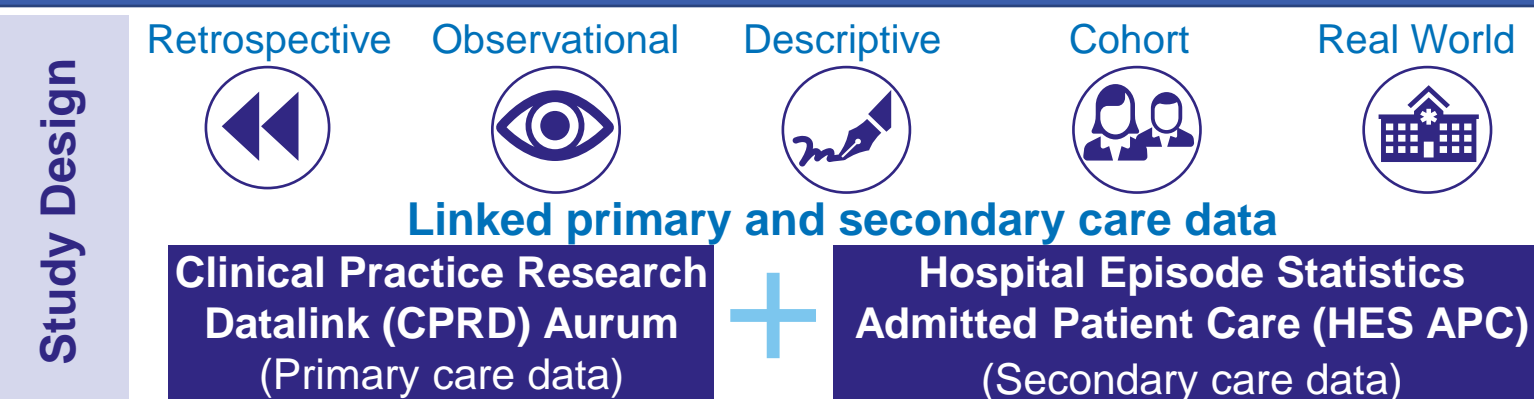 Study Design
Retrospective Observational Descriptive Cohort Real World
Linked primary and secondary care data
Clinical Practice Research
Datalink (CPRD) Aurum
(Primary care data)
+
Hospital Episode Statistics
Admitted Patient Care (HES APC)
(Secondary care data)